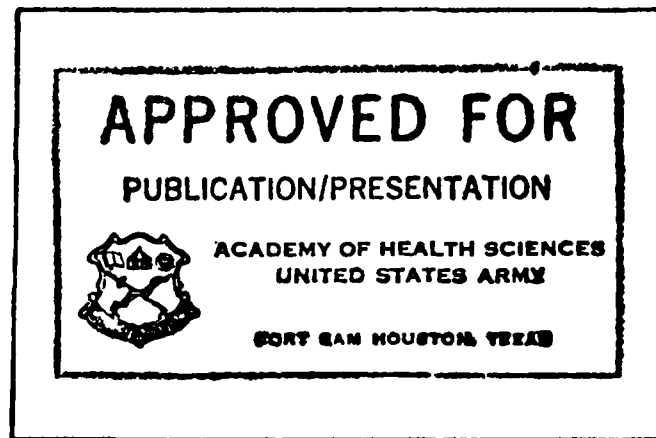 APPROVED FOR
PUBLICATION/PRESENTATION
ACADEMY OF HEALTH SCIENCES
UNITED STATES ARMY
FORT SAM HOUSTON, TEXAS